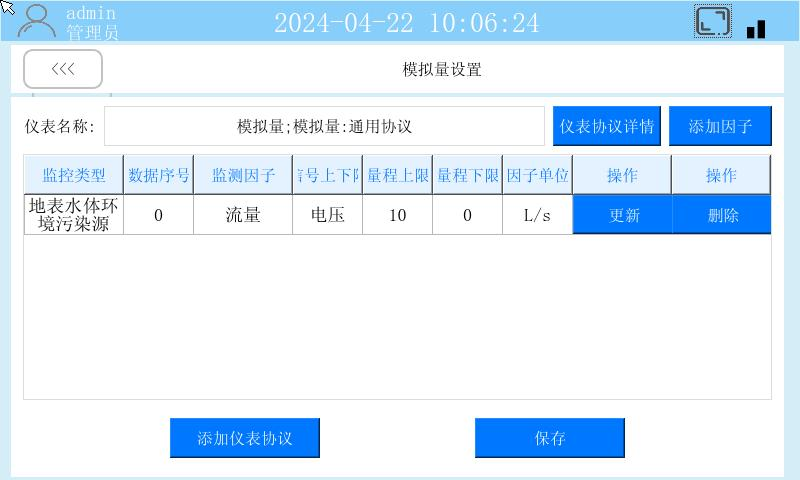 admin
管理员
2024-04-22 10:06:24
<<<
模拟量设置
仪表名称:
模拟量;模拟量:通用协议
仪表协议详情
添加因子
监控类型 数据序号 监测因子 号上下 量程上限 量程下限 因子单位 操作 操作
地表水体环
境污染源
0 流量 电压 10 0 L/s 更新 删除
添加仪表协议
保存